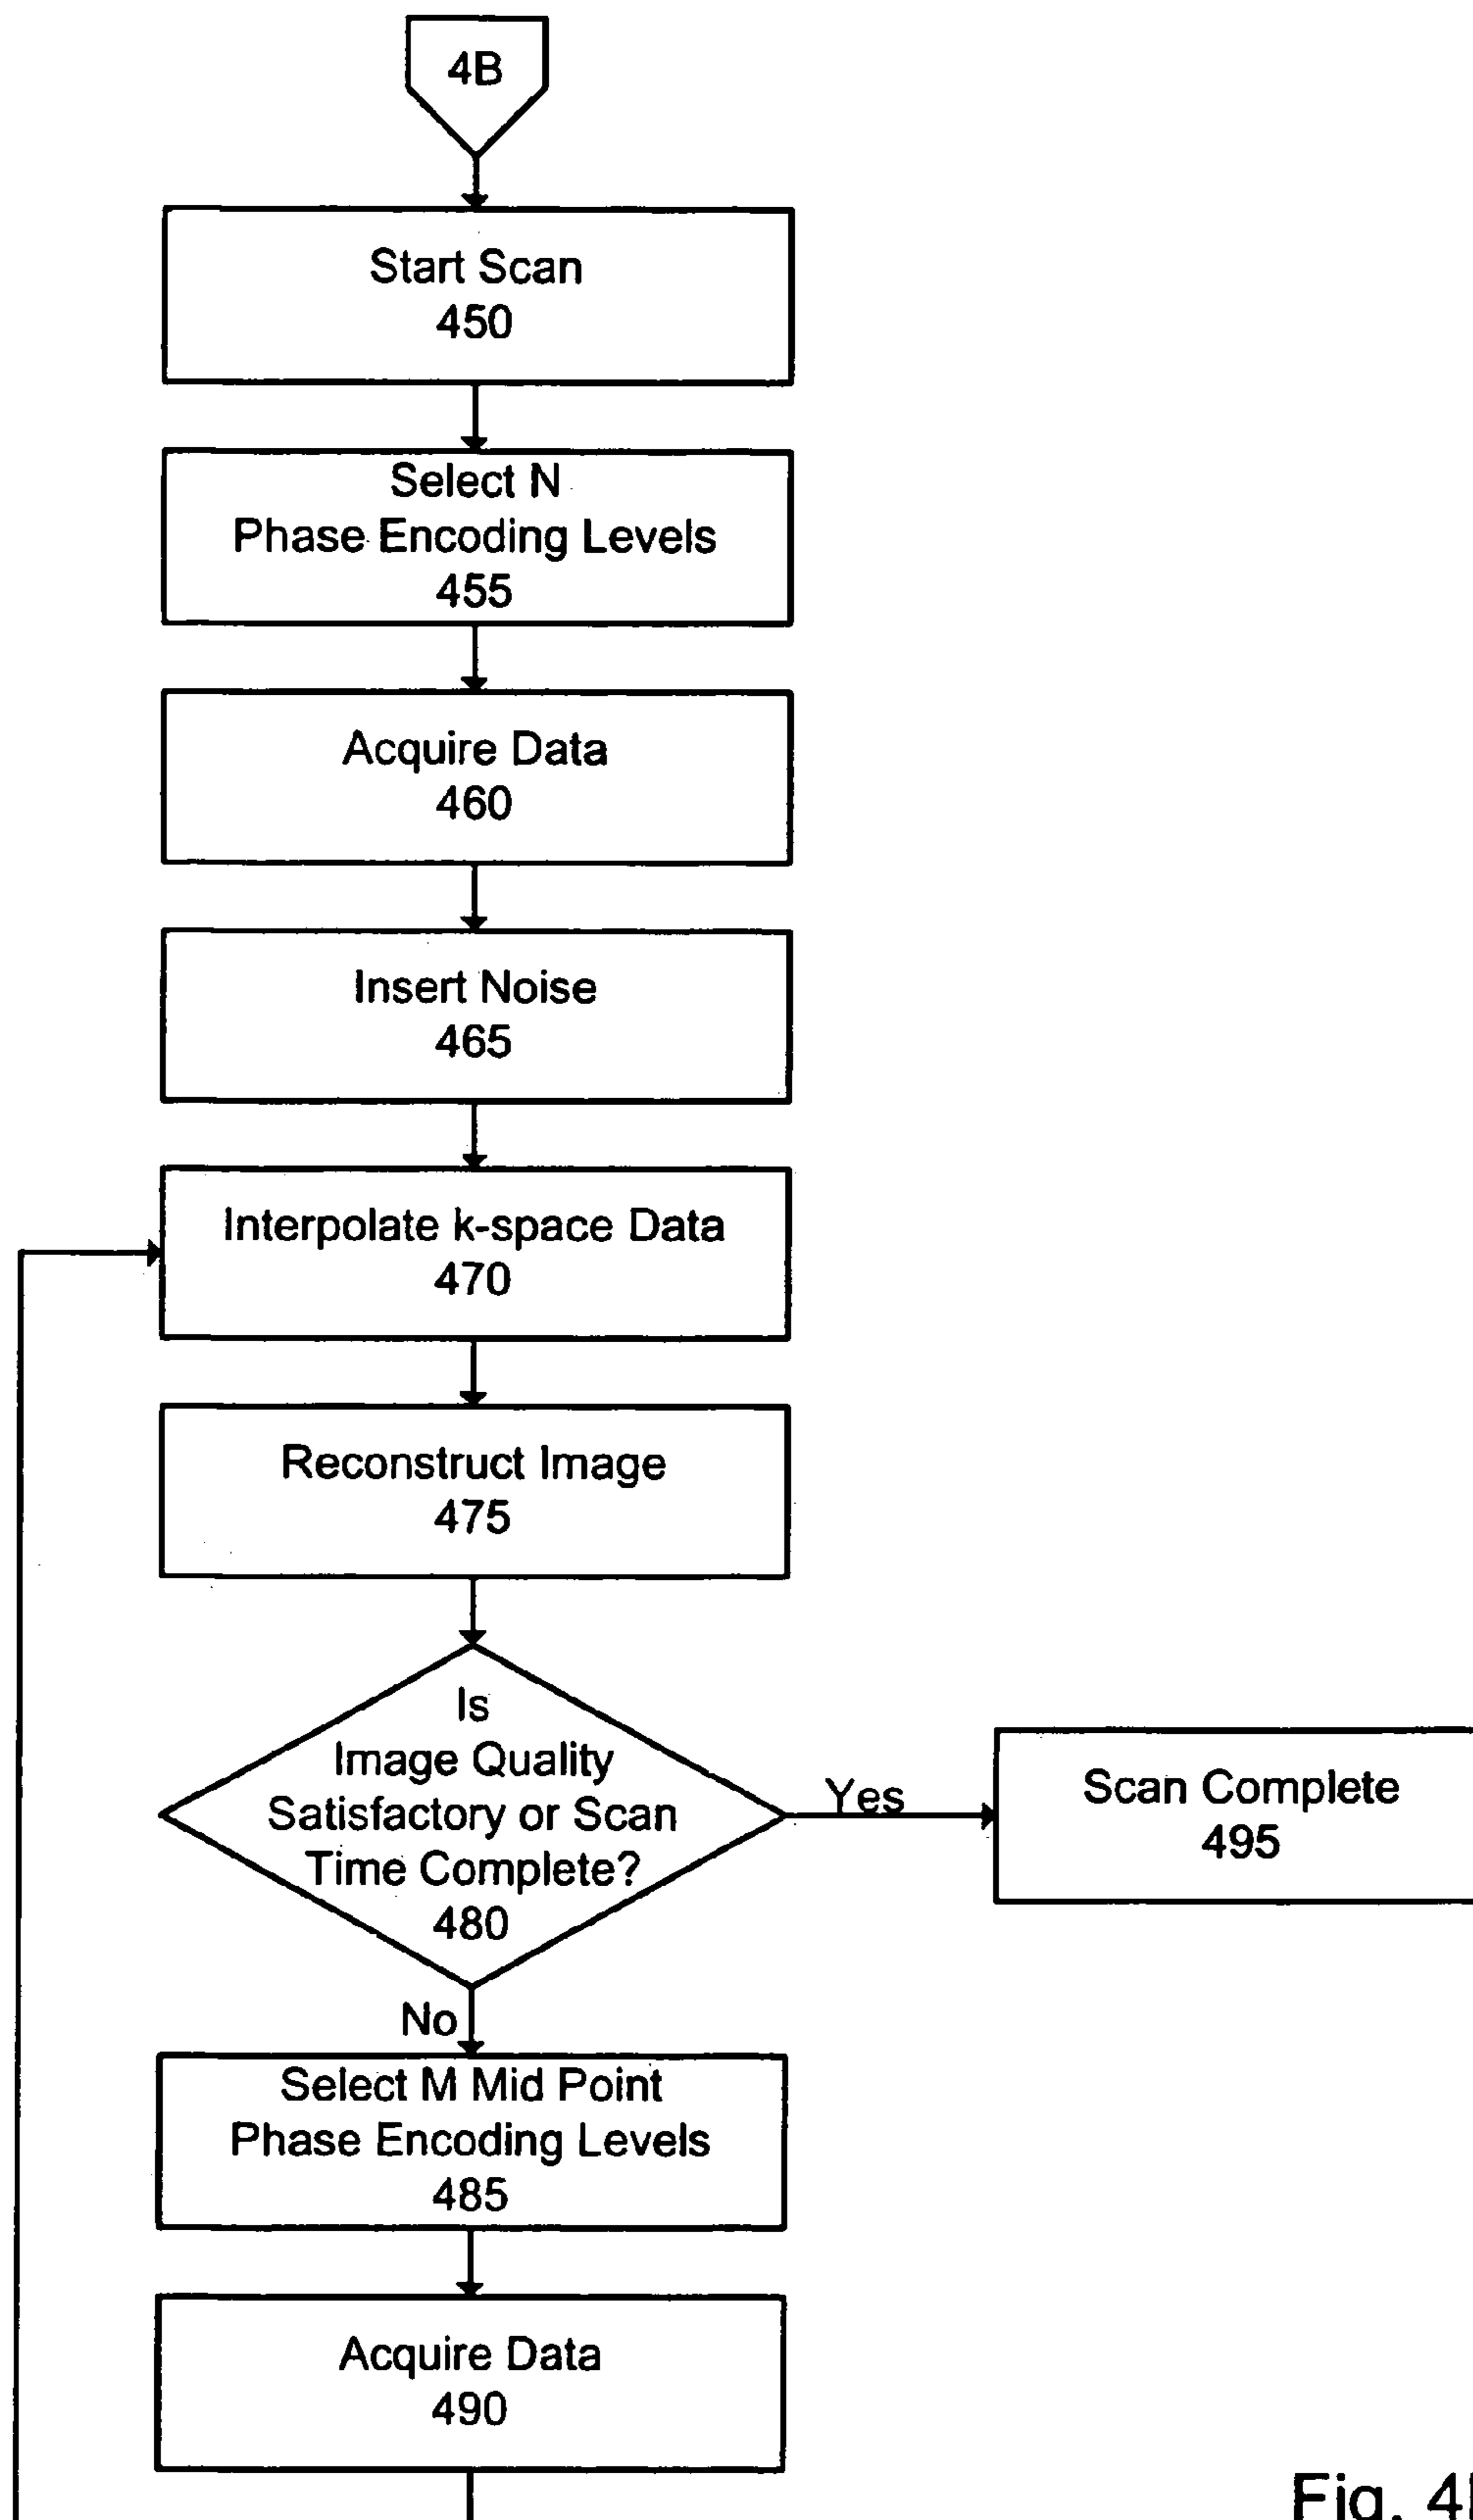 4B
Start Scan
450
Select N
Phase Encoding Levels
455
Acquire Data
460
Insert Noise
465
Interpolate k-space Data
470
Reconstruct Image
475
Is
Image Quality
Satisfactory or Scan
Time Complete?
480
Yes
Scan Complete
495
No
Select M Mid Point
Phase Encoding Levels
485
Acquire Data
490
Fig.